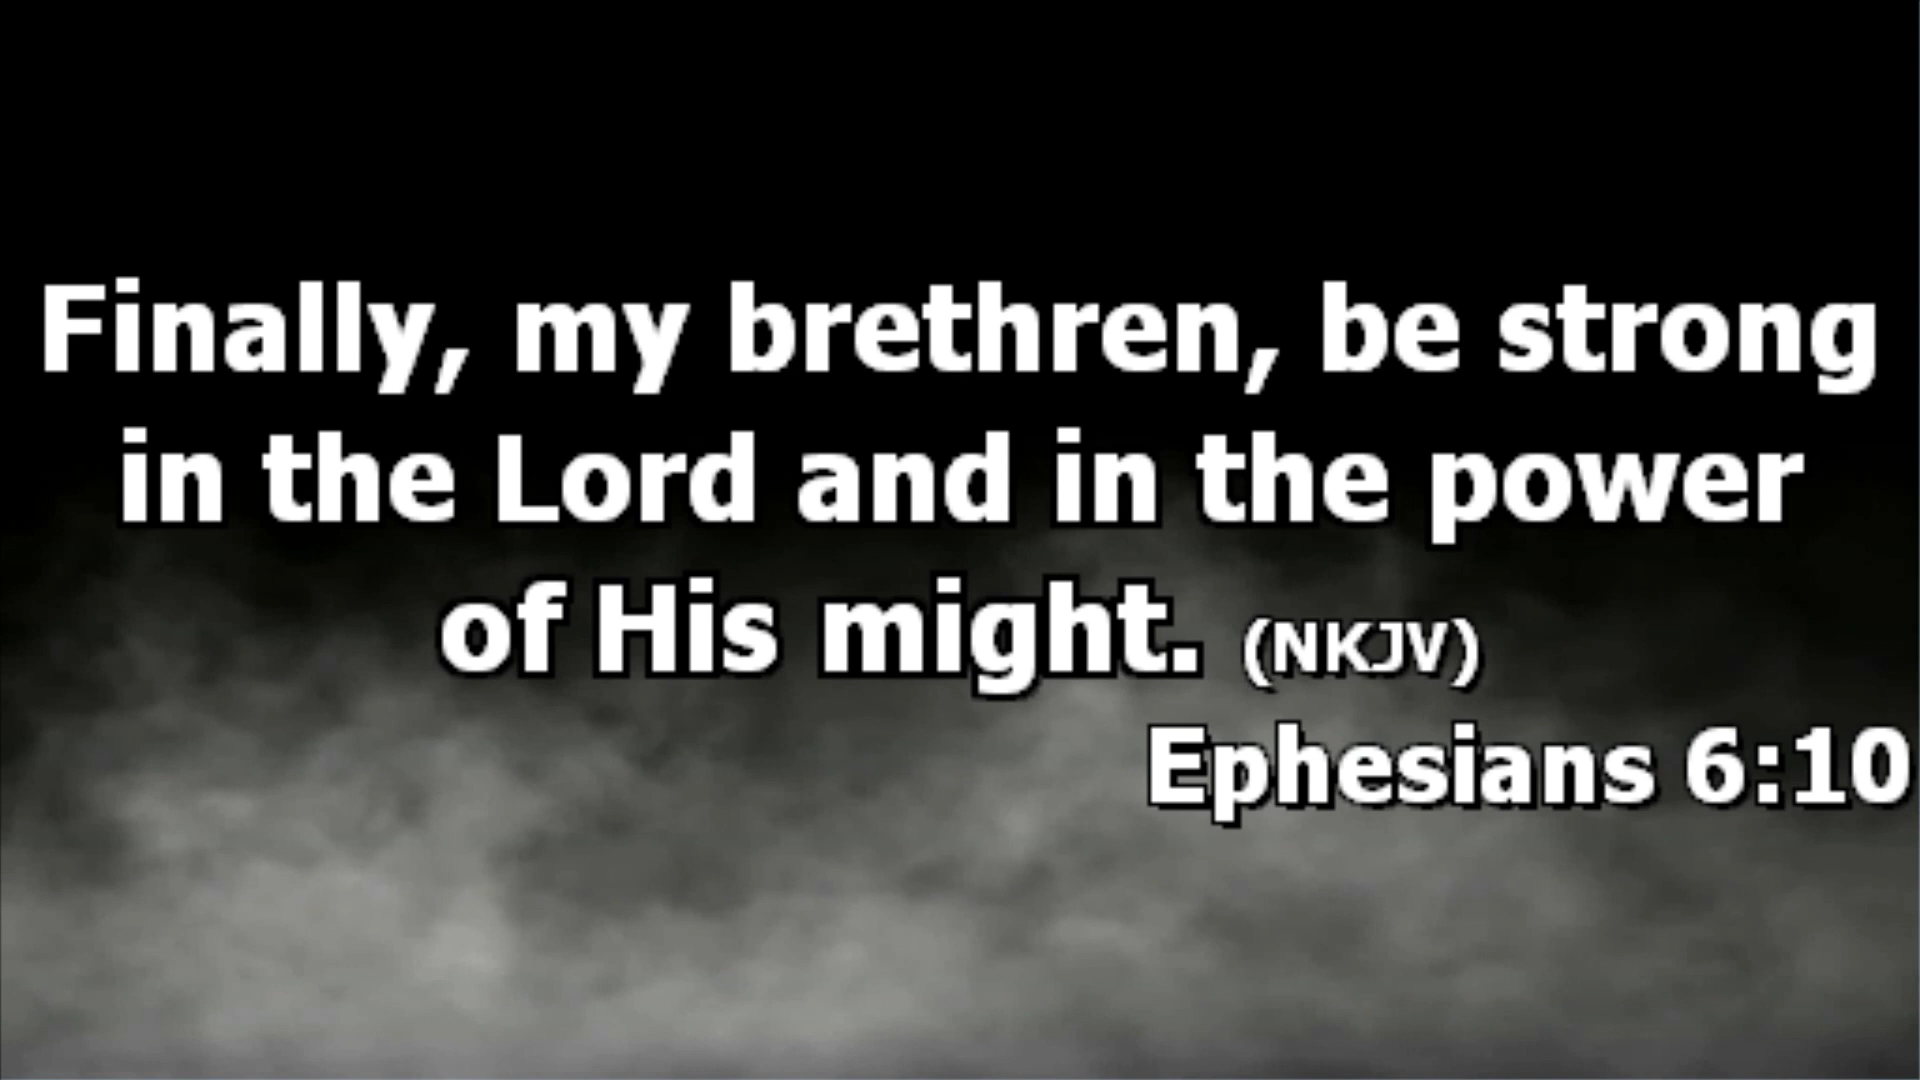 Finally, my brethren, be strong
in the Lord and in the power
of His might. (NKJV)
Ephesians 6:10